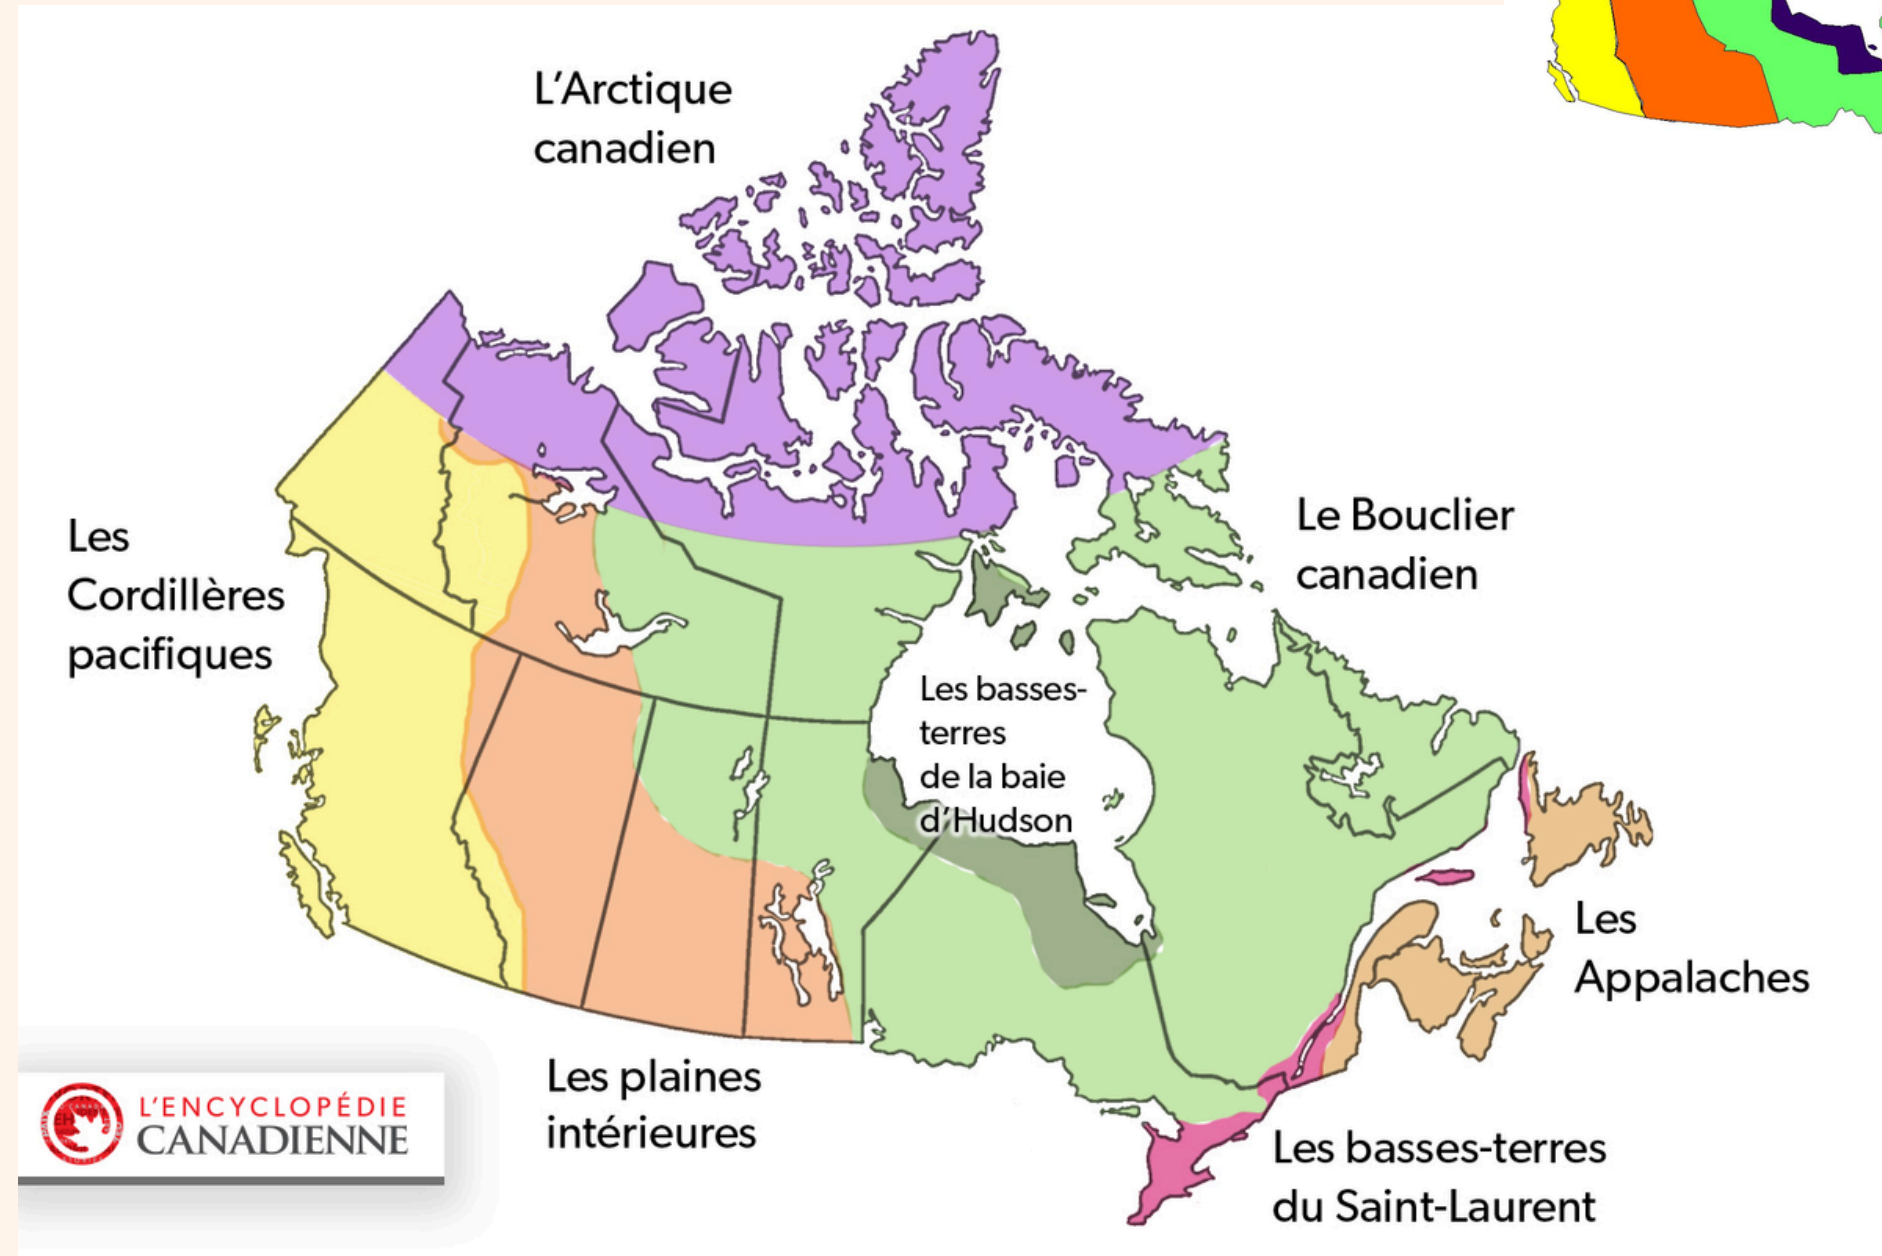 L'Arctique
canadien
Les
Cordillères
pacifiques
Le Bouclier
canadien
Les basses-
terres
de la baie
d'Hudson
Les
Appalaches
Les plaines
intérieures
Les basses-terres
du Saint-Laurent
L'ENCYCLOPÉDIE
CANADIENNE